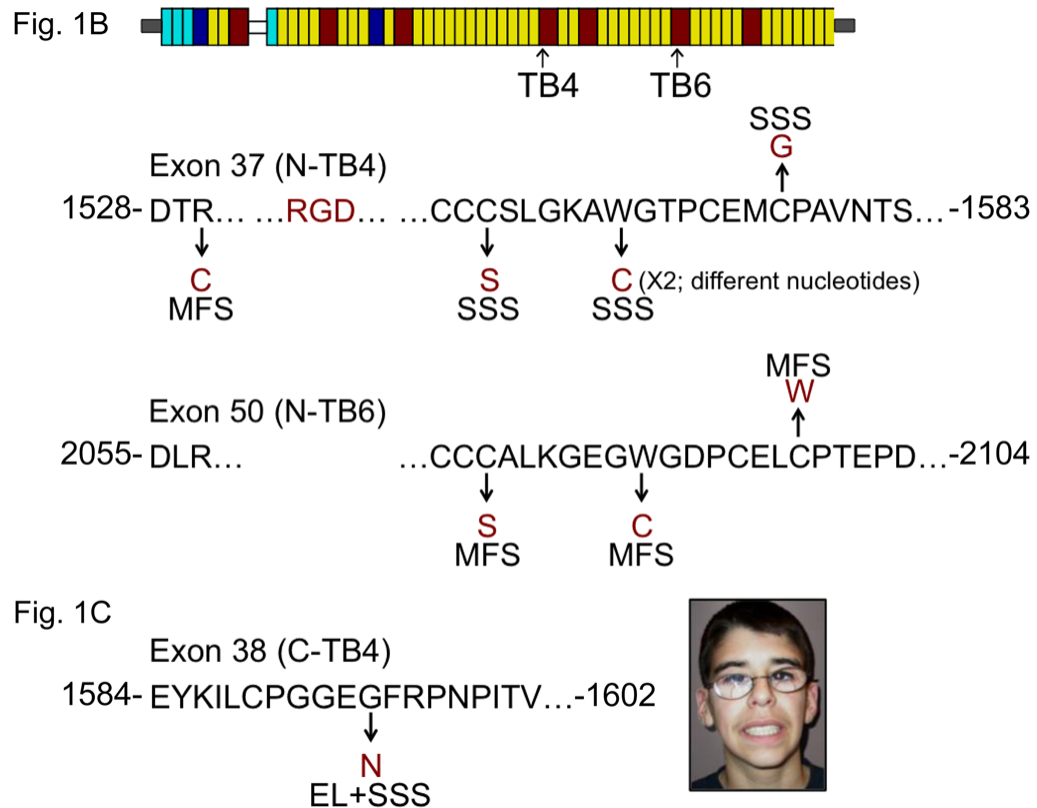 Fig. 1B
TB4 TB6
SSS
G
Exon 37 (N-TB4)
1528- DTR... ...RGD... ...CCCSLGKAWGTPCEMCPAVNTS...-1583
C S C (X2; different nucleotides)
MFS SSS SSS
MFS
W
Exon 50 (N-TB6)
2055- DLR... ...CCCALKGEGWGDPCELCPTEPD...-2104
S C
MFS MFS
Fig. 1C
Exon 38 (C-TB4)
1584- EYKILCPGGEGFRPNPITV...-1602
N
EL+SSS